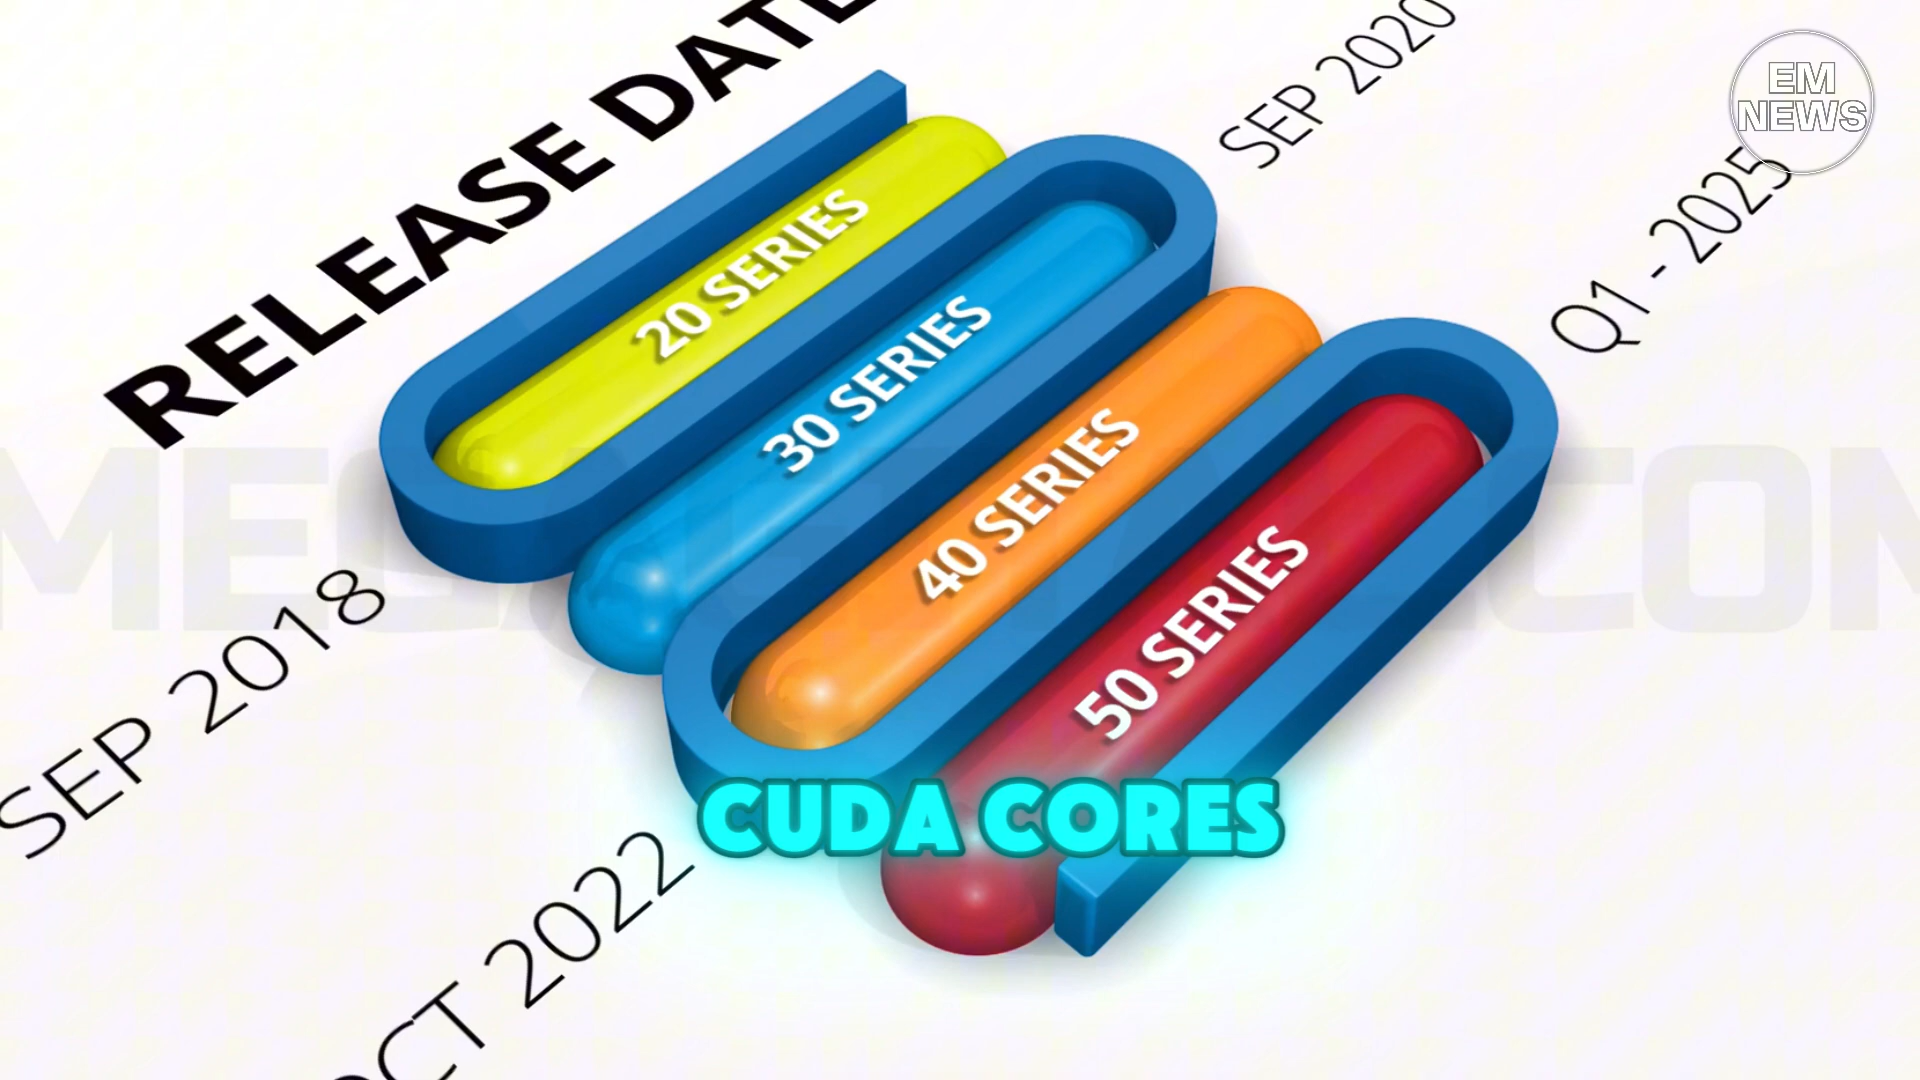 RELEASE DATE
SEP 2020
EM
NEWS
Q1 - 2025
20 SERIES
30 SERIES
40 SERIES
50 SERIES
SEP 2018
OCT 2022
CUDA CORES